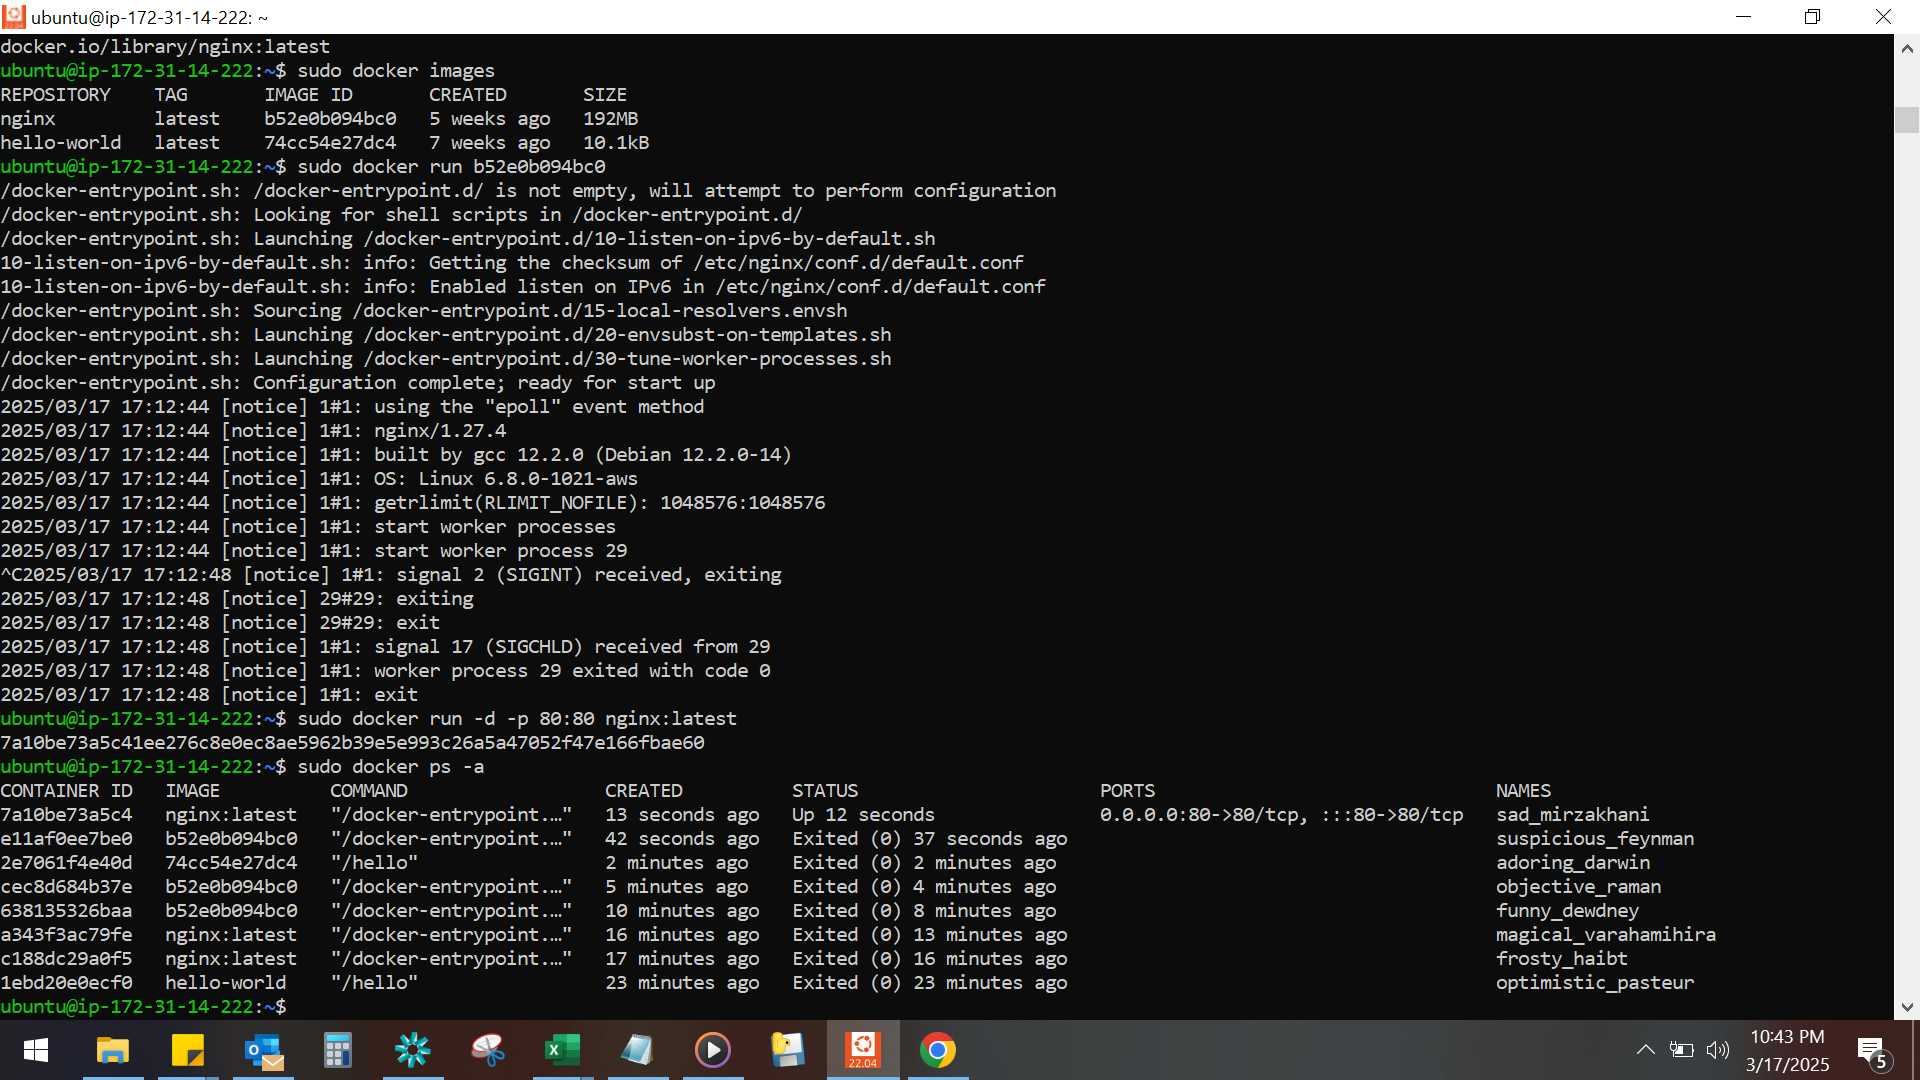 ubuntu@ip-172-31-14-222: ~
docker.io/library/nginx:latest
ubuntu@ip-172-31-14-222:~$ sudo docker images
REPOSITORY    TAG       IMAGE ID       CREATED       SIZE
nginx         latest    b52e0b094bc0   5 weeks ago   192MB
hello-world   latest    74cc54e27dc4   7 weeks ago   10.1kB
ubuntu@ip-172-31-14-222:~$ sudo docker run b52e0b094bc0
/docker-entrypoint.sh: /docker-entrypoint.d/ is not empty, will attempt to perform configuration
/docker-entrypoint.sh: Looking for shell scripts in /docker-entrypoint.d/
/docker-entrypoint.sh: Launching /docker-entrypoint.d/10-listen-on-ipv6-by-default.sh
10-listen-on-ipv6-by-default.sh: info: Getting the checksum of /etc/nginx/conf.d/default.conf
10-listen-on-ipv6-by-default.sh: info: Enabled listen on IPv6 in /etc/nginx/conf.d/default.conf
/docker-entrypoint.sh: Sourcing /docker-entrypoint.d/15-local-resolvers.envsh
/docker-entrypoint.sh: Launching /docker-entrypoint.d/20-envsubst-on-templates.sh
/docker-entrypoint.sh: Launching /docker-entrypoint.d/30-tune-worker-processes.sh
/docker-entrypoint.sh: Configuration complete; ready for start up
2025/03/17 17:12:44 [notice] 1#1: using the "epoll" event method
2025/03/17 17:12:44 [notice] 1#1: nginx/1.27.4
2025/03/17 17:12:44 [notice] 1#1: built by gcc 12.2.0 (Debian 12.2.0-14)
2025/03/17 17:12:44 [notice] 1#1: OS: Linux 6.8.0-1021-aws
2025/03/17 17:12:44 [notice] 1#1: getrlimit(RLIMIT_NOFILE): 1048576:1048576
2025/03/17 17:12:44 [notice] 1#1: start worker processes
2025/03/17 17:12:44 [notice] 1#1: start worker process 29
^C2025/03/17 17:12:48 [notice] 1#1: signal 2 (SIGINT) received, exiting
2025/03/17 17:12:48 [notice] 29#29: exiting
2025/03/17 17:12:48 [notice] 29#29: exit
2025/03/17 17:12:48 [notice] 1#1: signal 17 (SIGCHLD) received from 29
2025/03/17 17:12:48 [notice] 1#1: worker process 29 exited with code 0
2025/03/17 17:12:48 [notice] 1#1: exit
ubuntu@ip-172-31-14-222:~$ sudo docker run -d -p 80:80 nginx:latest
7a10be73a5c41ee276c8e0ec8ae5962b39e5e993c26a5a47052f47e166fbae60
ubuntu@ip-172-31-14-222:~$ sudo docker ps -a
CONTAINER ID   IMAGE          COMMAND                  CREATED          STATUS                      PORTS                               NAMES
7a10be73a5c4   nginx:latest   "/docker-entrypoint.…"   13 seconds ago   Up 12 seconds               0.0.0.0:80->80/tcp, :::80->80/tcp   sad_mirzakhani
e11af0ee7be0   b52e0b094bc0   "/docker-entrypoint.…"   42 seconds ago   Exited (0) 37 seconds ago                                       suspicious_feynman
2e7061f4e40d   74cc54e27dc4   "/hello"                 2 minutes ago    Exited (0) 2 minutes ago                                        adoring_darwin
cec8d684b37e   b52e0b094bc0   "/docker-entrypoint.…"   5 minutes ago    Exited (0) 4 minutes ago                                        objective_raman
638135326baa   b52e0b094bc0   "/docker-entrypoint.…"   10 minutes ago   Exited (0) 8 minutes ago                                        funny_dewdney
a343f3ac79fe   nginx:latest   "/docker-entrypoint.…"   16 minutes ago   Exited (0) 13 minutes ago                                       magical_varahamihira
c188dc29a0f5   nginx:latest   "/docker-entrypoint.…"   17 minutes ago   Exited (0) 16 minutes ago                                       frosty_haibt
1ebd20e0ecf0   hello-world    "/hello"                 23 minutes ago   Exited (0) 23 minutes ago                                       optimistic_pasteur
ubuntu@ip-172-31-14-222:~$
22.04
10:43 PM
3/17/2025
5